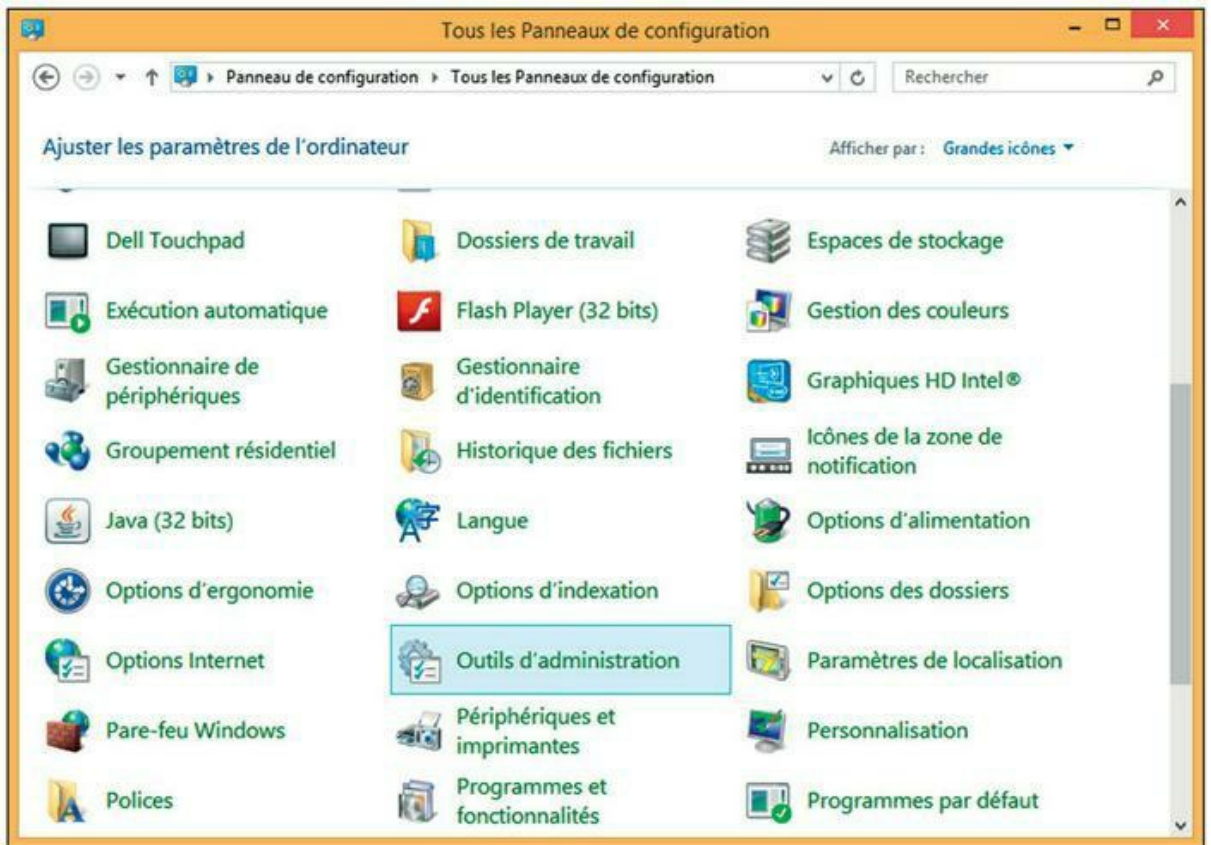 Tous les Panneaux de configuration
Panneau de configuration Tous les Panneaux de configuration
Rechercher
Ajuster les paramètres de l'ordinateur
Afficher par : Grandes icônes
Dell Touchpad
Dossiers de travail
Espaces de stockage
Exécution automatique
Flash Player (32 bits)
Gestion des couleurs
Gestionnaire de
périphériques
Gestionnaire
d'identification
Graphiques HD Intel®
Groupement résidentiel
Historique des fichiers
Icônes de la zone de
notification
Java (32 bits)
Langue
Options d'alimentation
Options d'ergonomie
Options d'indexation
Options des dossiers
Options Internet
Outils d'administration
Paramètres de localisation
Pare-feu Windows
Périphériques et
imprimantes
Personnalisation
Polices
Programmes et
fonctionnalités
Programmes par défaut